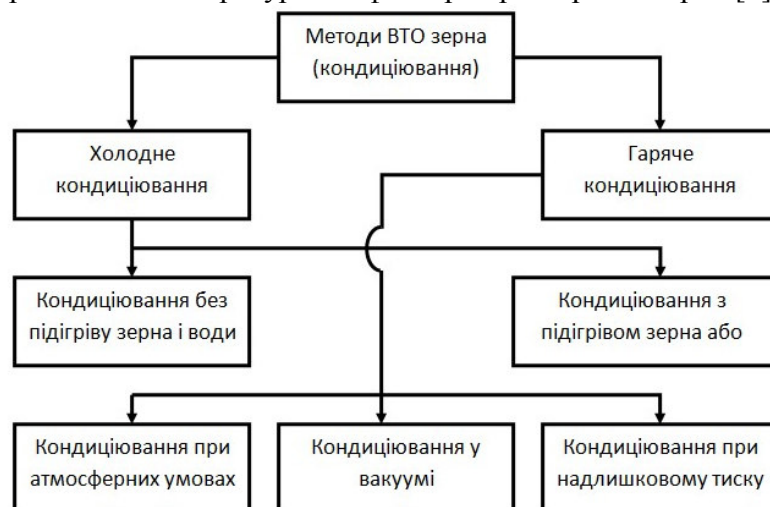 Методи ВТО зерна
(кондиціювання)
Холодне
кондиціювання
Гаряче
кондиціювання
Кондиціювання без
підігріву зерна і води
Кондиціювання з
підігрівом зерна або
Кондиціювання при
атмосферних умовах
Кондиціювання у
вакуумі
Кондиціювання при
надлишковому тиску